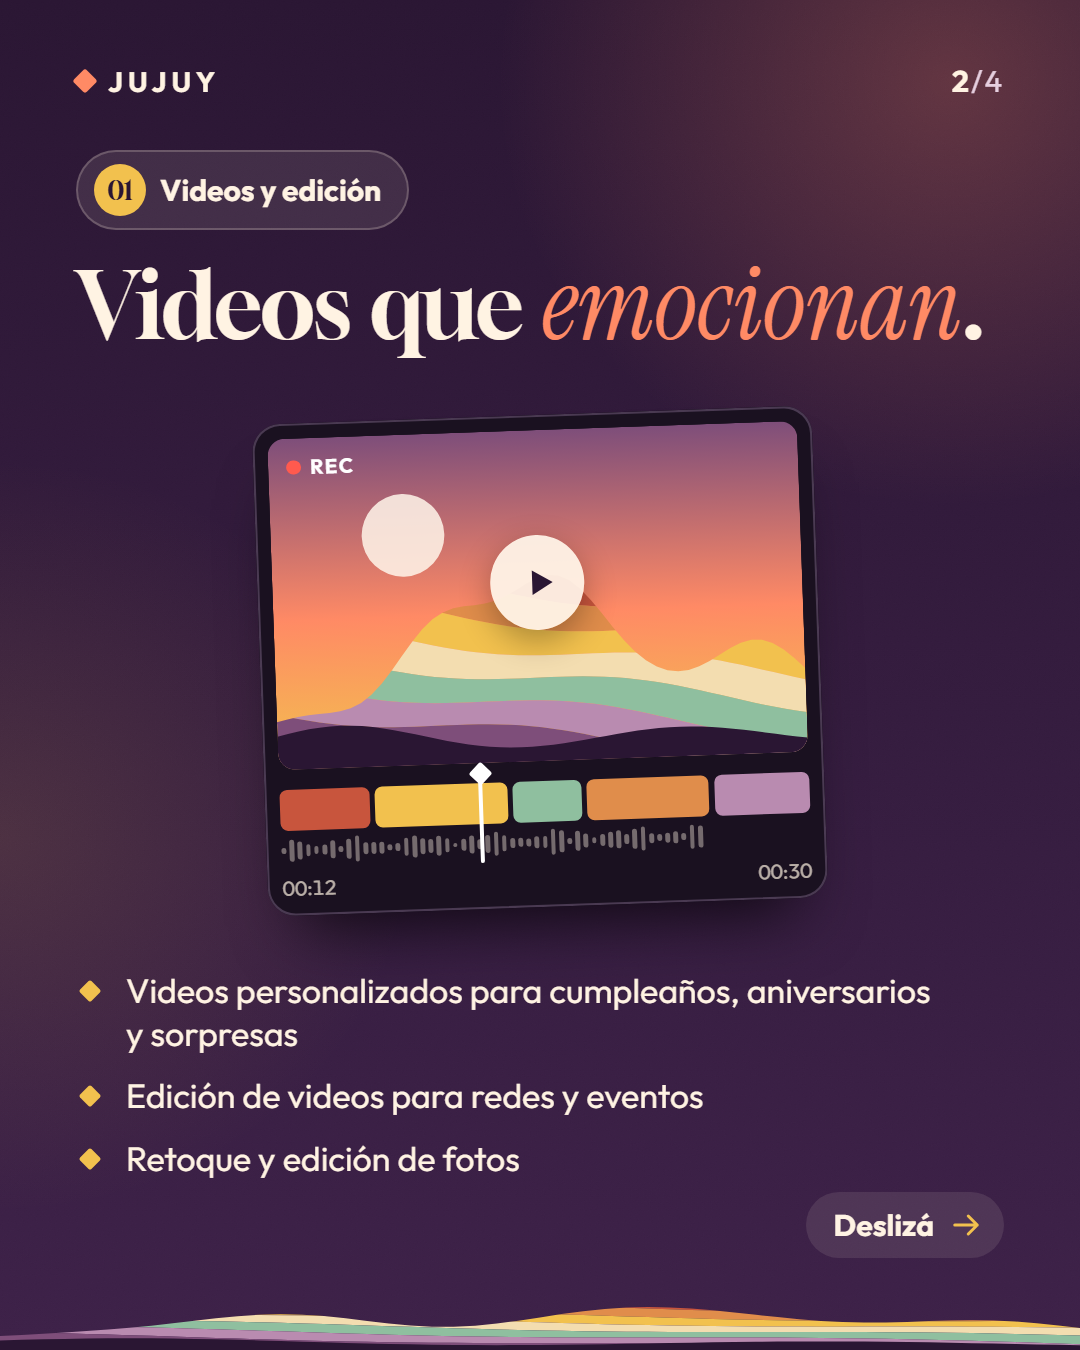 JUJUY
2/4
01 Videos y edición
Videos que emocionan.
REC
00:12
00:30
Videos personalizados para cumpleaños, aniversarios
y sorpresas
Edición de videos para redes y eventos
Retoque y edición de fotos
Deslizá →